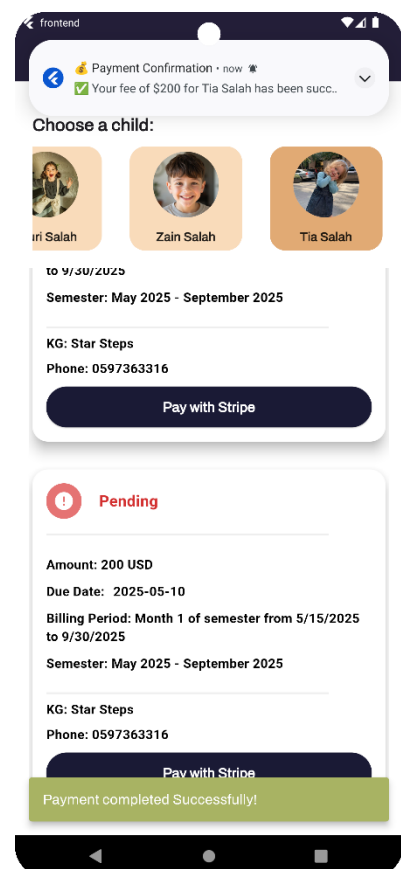 frontend
💰 Payment Confirmation • now
✅ Your fee of $200 for Tia Salah has been succ..
Choose a child:
uri Salah
Zain Salah
Tia Salah
to 9/30/2025
Semester: May 2025 - September 2025
KG: Star Steps
Phone: 0597363316
Pay with Stripe
Pending
Amount: 200 USD
Due Date: 2025-05-10
Billing Period: Month 1 of semester from 5/15/2025
to 9/30/2025
Semester: May 2025 - September 2025
KG: Star Steps
Phone: 0597363316
Pay with Stripe
Payment completed Successfully!